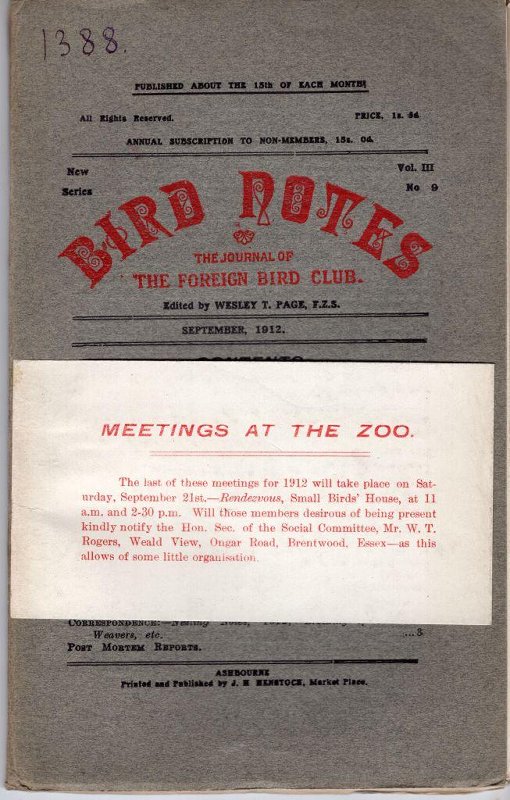 1388.
PUBLISHED ABOUT THE 15th OF EACH MONTH
All Rights Reserved. PRICE, 1s. 6d.
ANNUAL SUBSCRIPTION TO NON-MEMBERS, 15s. 0d.
New Vol. III
Series No 9
BIRD NOTES
THE JOURNAL OF
THE FOREIGN BIRD CLUB.
Edited by WESLEY T. PAGE, F.Z.S.
SEPTEMBER, 1912.
CONTENTS
MEETINGS AT THE ZOO.
The last of these meetings for 1912 will take place on Sat-
urday, September 21st.—Rendezvous, Small Birds' House, at 11
a.m. and 2-30 p.m. Will those members desirous of being present
kindly notify the Hon. Sec. of the Social Committee, Mr. W. T.
Rogers, Weald View, Ongar Road, Brentwood, Essex—as this
allows of some little organisation.
CORRESPONDENCE:—Nesting Notes,
Weavers, etc. ...3
POST MORTEM REPORTS.
ASHBOURNE
Printed and Published by J. H HENSTOCK, Market Place.